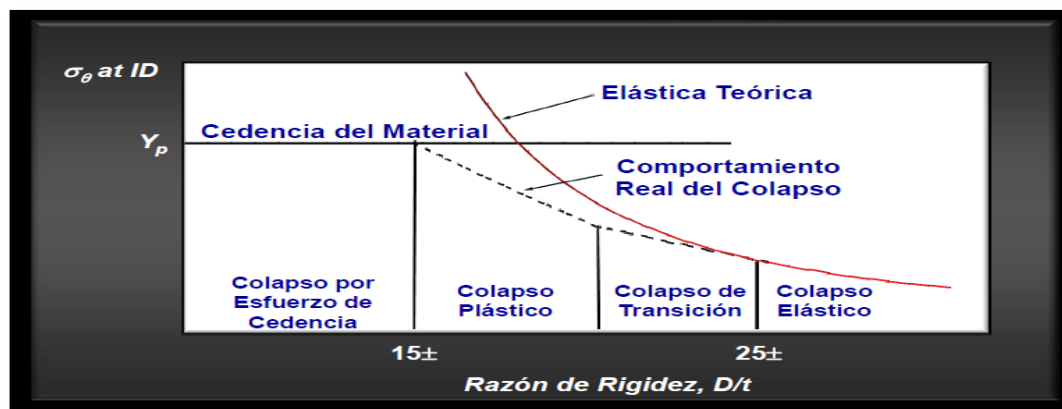 σθ at ID
Elástica Teórica
Cedencia del Material
Yp
Comportamiento
Real del Colapso
Colapso por
Esfuerzo de
Cedencia
Colapso
Plástico
Colapso de
Transición
Colapso
Elástico
15±
25±
Razón de Rigidez, D/t